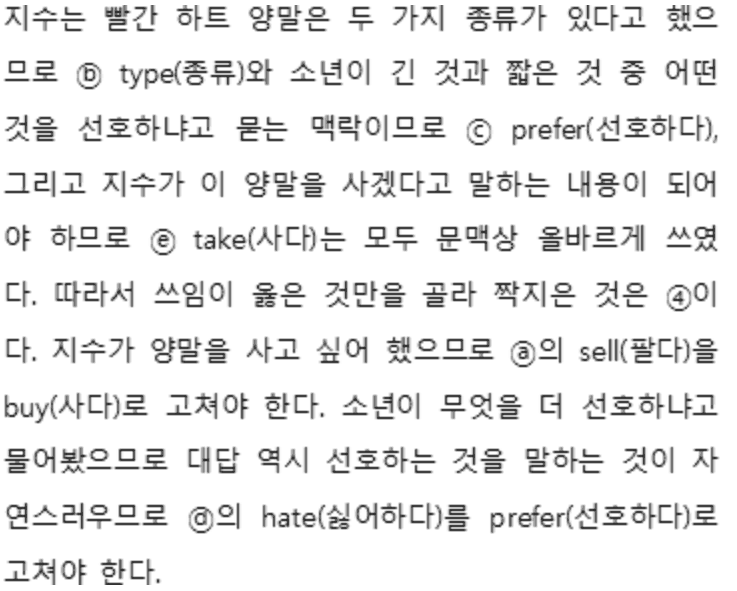 지수는 빨간 하트 양말은 두 가지 종류가 있다고 했으
므로 ⓑ type(종류)와 소년이 긴 것과 짧은 것 중 어떤
것을 선호하냐고 묻는 맥락이므로 ⓒ prefer(선호하다),
그리고 지수가 이 양말을 사겠다고 말하는 내용이 되어
야 하므로 ⓔ take(사다)는 모두 문맥상 올바르게 쓰였
다. 따라서 쓰임이 옳은 것만을 골라 짝지은 것은 ④이
다. 지수가 양말을 사고 싶어 했으므로 ⓐ의 sell(팔다)을
buy(사다)로 고쳐야 한다. 소년이 무엇을 더 선호하냐고
물어봤으므로 대답 역시 선호하는 것을 말하는 것이 자
연스러우므로 ⓓ의 hate(싫어하다)를 prefer(선호하다)로
고쳐야 한다.